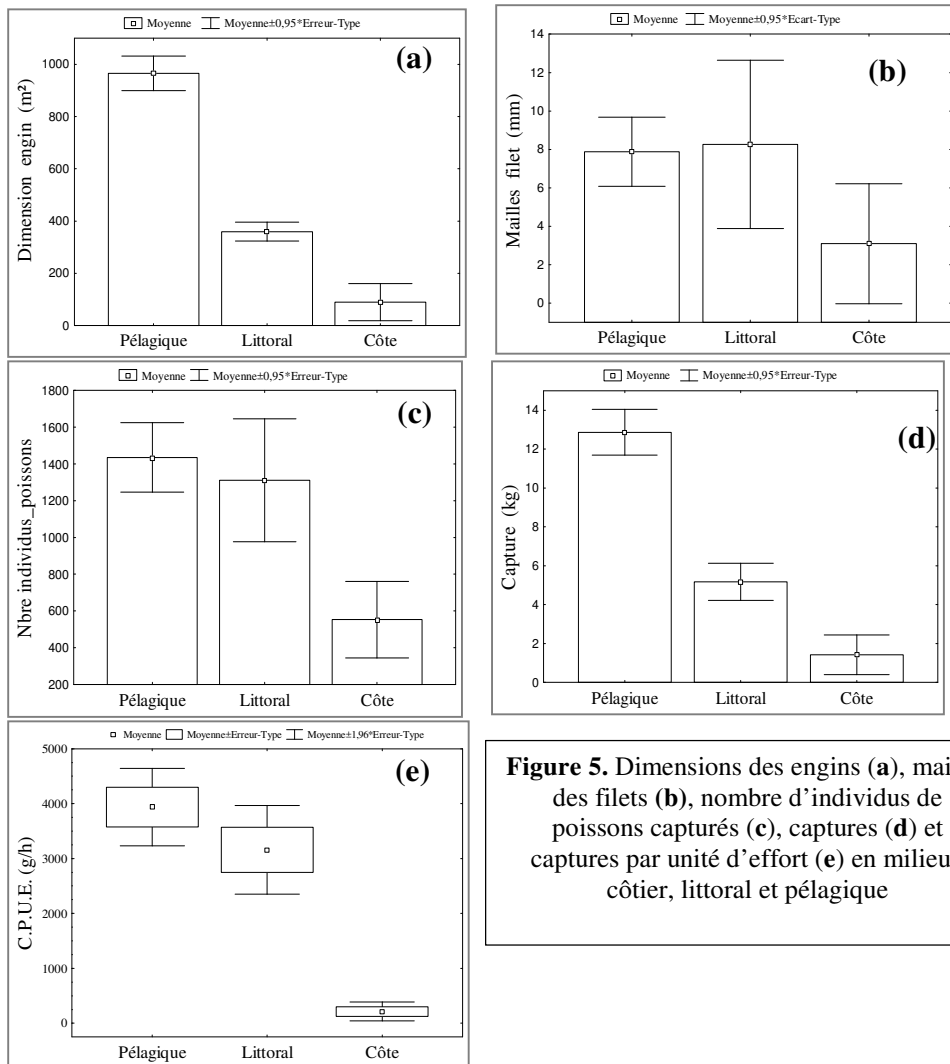 Moyenne Moyenne±0,95*Erreur-Type
(a)
Dimension engin (m²)
1000
800
600
400
200
0
Pélagique Littoral Côte
Moyenne Moyenne±0,95*Ecart-Type
(b)
Mailles filet (mm)
14
12
10
8
6
4
2
0
Pélagique Littoral Côte
Moyenne Moyenne±0,95*Erreur-Type
(c)
Nbre individus_poissons
1800
1600
1400
1200
1000
800
600
400
200
Pélagique Littoral Côte
Moyenne Moyenne±0,95*Erreur-Type
(d)
Capture (kg)
14
12
10
8
6
4
2
0
Pélagique Littoral Côte
Moyenne Moyenne±Erreur-Type Moyenne±1,96*Erreur-Type
(e)
C.P.U.E. (g/h)
5000
4000
3000
2000
1000
0
Pélagique Littoral Côte
Figure 5. Dimensions des engins (a),
des filets (b), nombre d’individus de
poissons capturés (c), captures (d) et
captures par unité d’effort (e) en milieu
côtier, littoral et pélagique